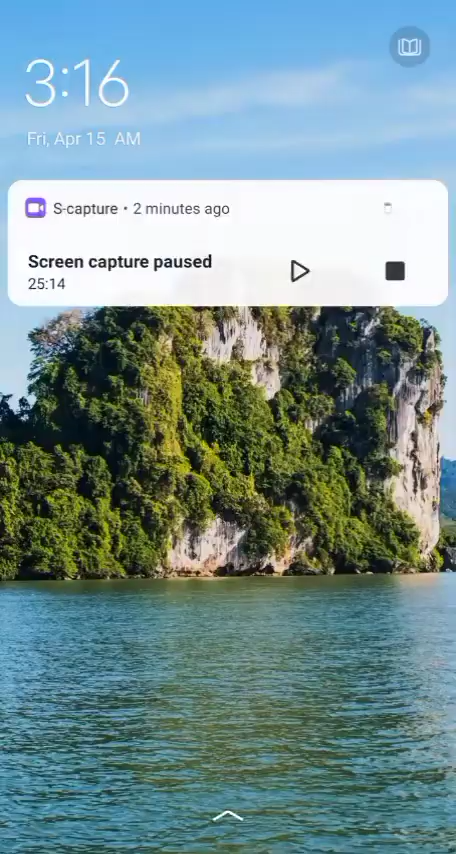 3:16
Fri, Apr 15 AM
S-capture • 2 minutes ago
Screen capture paused
25:14